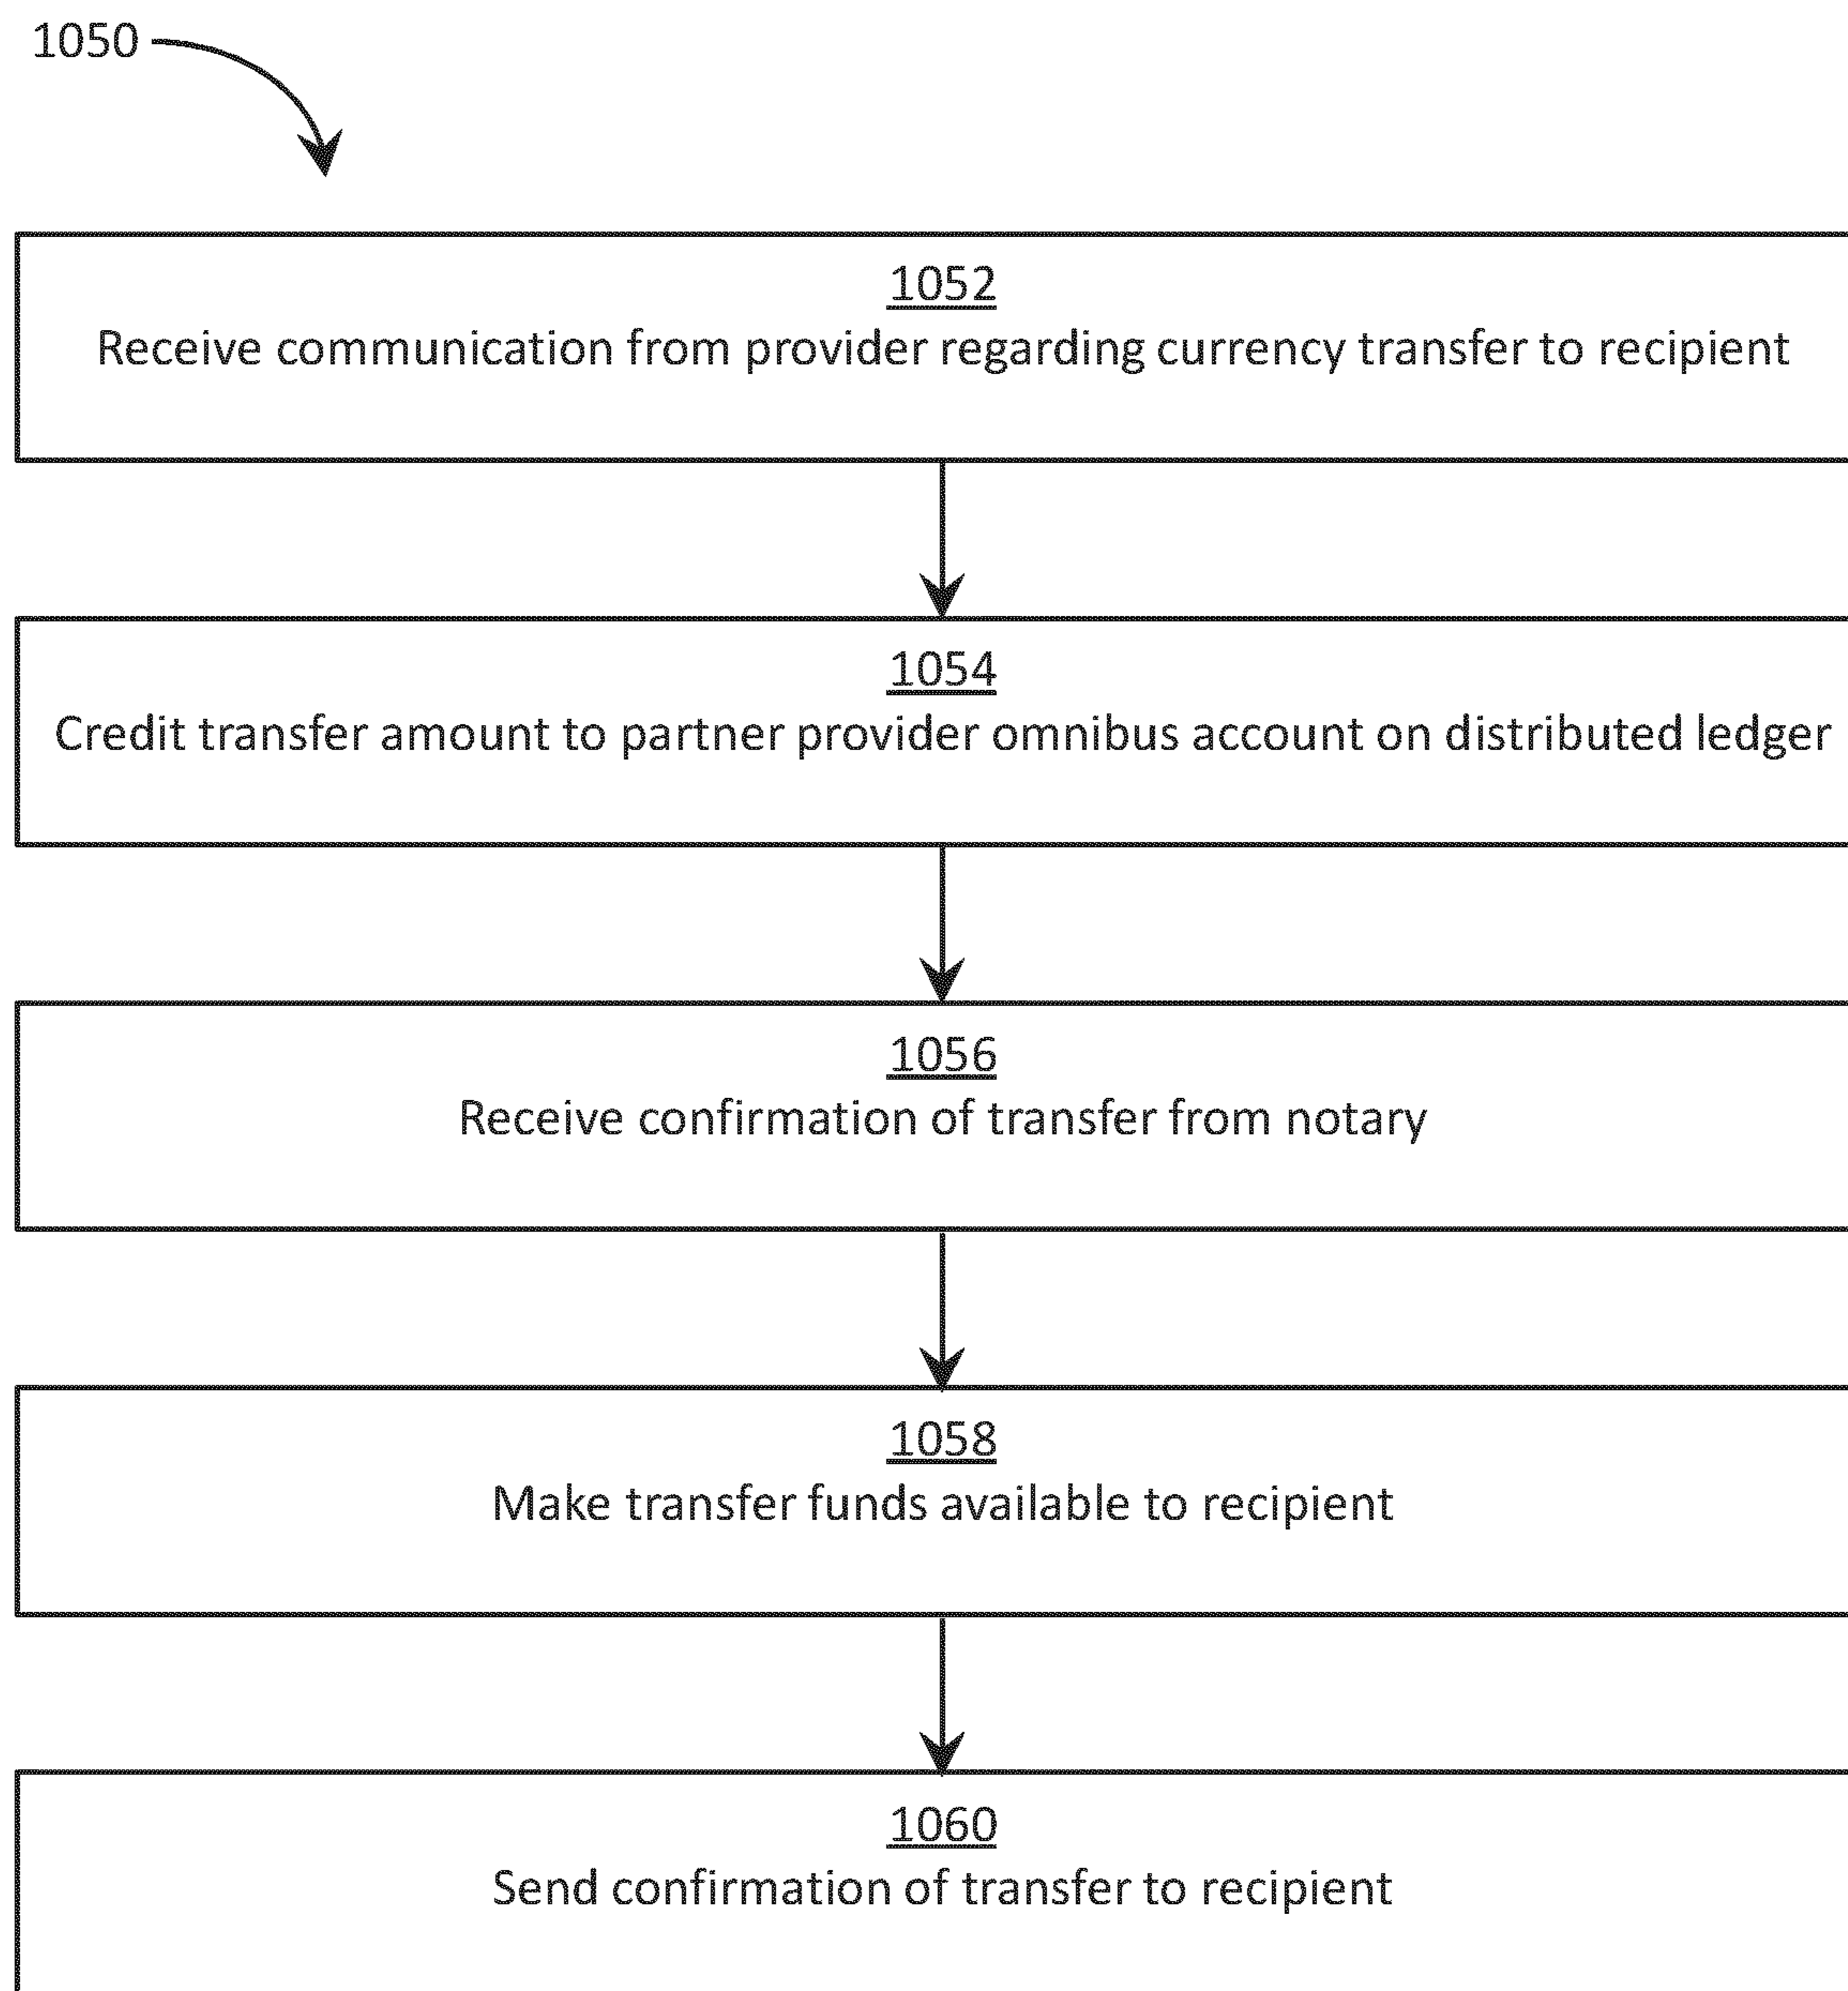 1050
1052
Receive communication from provider regarding currency transfer to recipient
1054
Credit transfer amount to partner provider omnibus account on distributed ledger
1056
Receive confirmation of transfer from notary
1058
Make transfer funds available to recipient
1060
Send confirmation of transfer to recipient